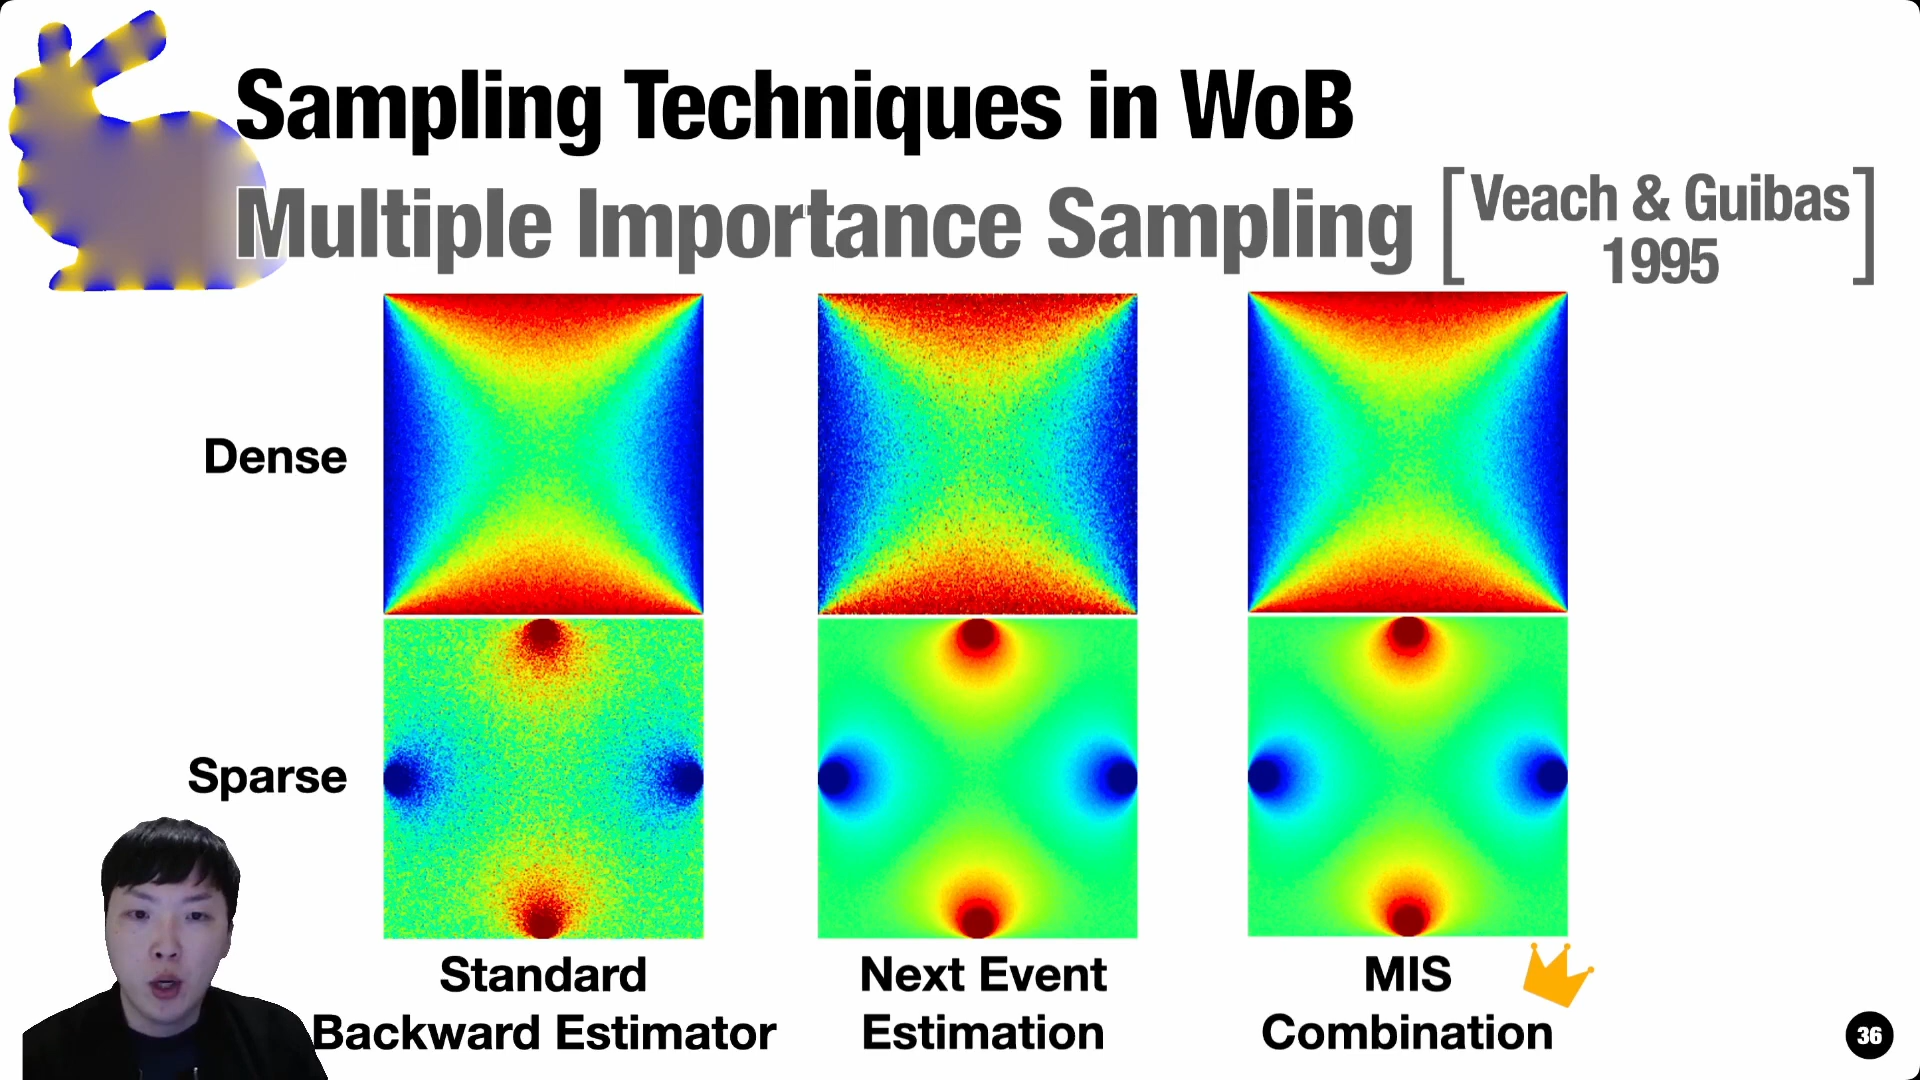 Sampling Techniques in WoB
Multiple Importance Sampling [Veach & Guibas 1995]
Dense
Sparse
Standard
Backward Estimator
Next Event
Estimation
MIS
Combination
36